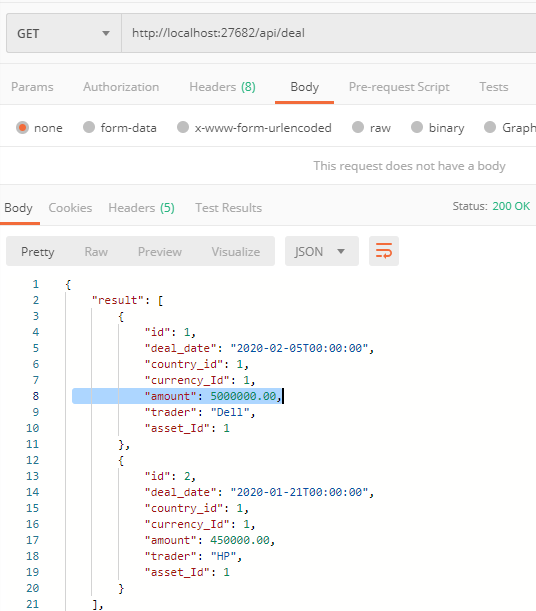 GET http://localhost:27682/api/deal
Params Authorization Headers (8) Body Pre-request Script Tests
none form-data x-www-form-urlencoded raw binary Graph
This request does not have a body
Body Cookies Headers (5) Test Results Status: 200 OK
Pretty Raw Preview Visualize JSON
1 {
2 "result": [
3 {
4 "id": 1,
5 "deal_date": "2020-02-05T00:00:00",
6 "country_id": 1,
7 "currency_Id": 1,
8 "amount": 5000000.00,
9 "trader": "Dell",
10 "asset_Id": 1
11 },
12 {
13 "id": 2,
14 "deal_date": "2020-01-21T00:00:00",
15 "country_id": 1,
16 "currency_Id": 1,
17 "amount": 450000.00,
18 "trader": "HP",
19 "asset_Id": 1
20 }
21 ],